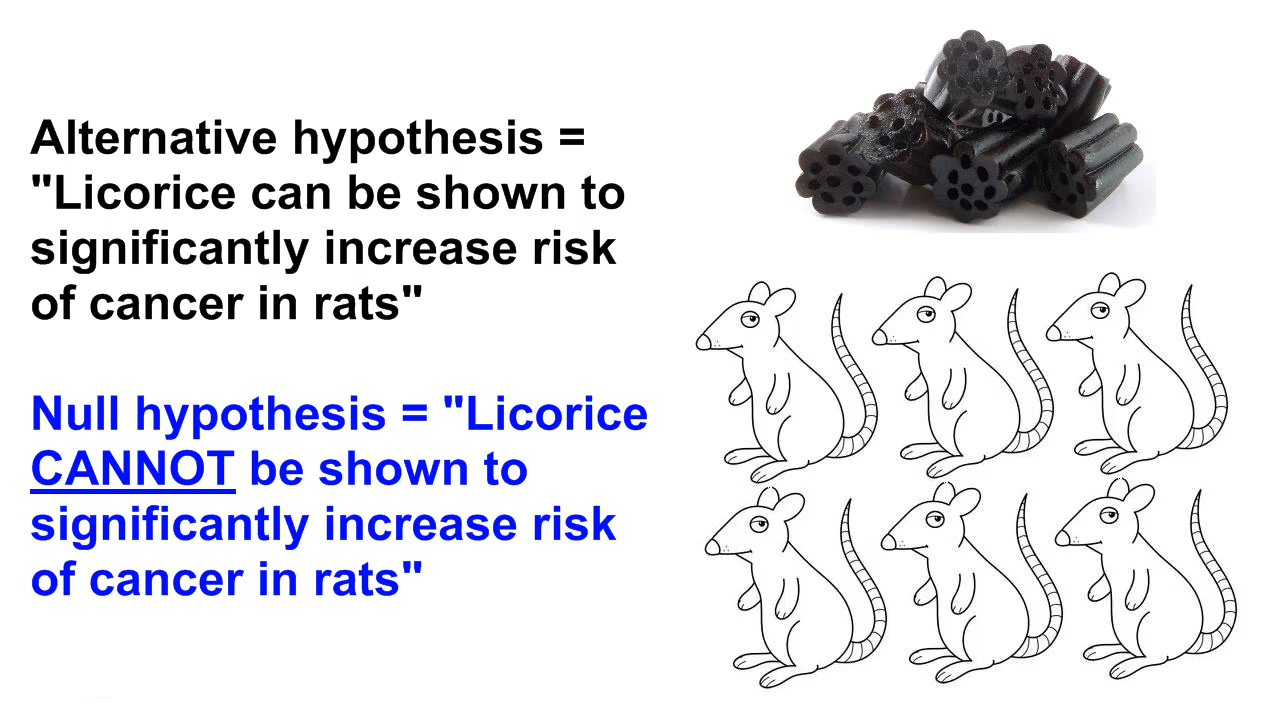 Alternative hypothesis =
"Licorice can be shown to
significantly increase risk
of cancer in rats"
Null hypothesis = "Licorice
CANNOT be shown to
significantly increase risk
of cancer in rats"